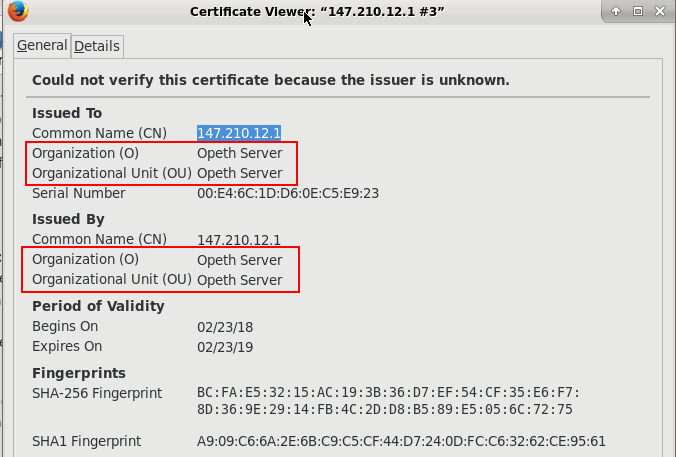 Certificate Viewer: “147.210.12.1 #3”
General Details
Could not verify this certificate because the issuer is unknown.
Issued To
Common Name (CN) 147.210.12.1
Organization (O) Opeth Server
Organizational Unit (OU) Opeth Server
Serial Number 00:E4:6C:1D:D6:0E:C5:E9:23
Issued By
Common Name (CN) 147.210.12.1
Organization (O) Opeth Server
Organizational Unit (OU) Opeth Server
Period of Validity
Begins On 02/23/18
Expires On 02/23/19
Fingerprints
SHA-256 Fingerprint BC:FA:E5:32:15:AC:19:3B:36:D7:EF:54:CF:35:E6:F7:
8D:36:9E:29:14:FB:4C:2D:D8:B5:89:E5:05:6C:72:75
SHA1 Fingerprint A9:09:C6:6A:2E:6B:C9:C5:CF:44:D7:24:0D:FC:C6:32:62:CE:95:61